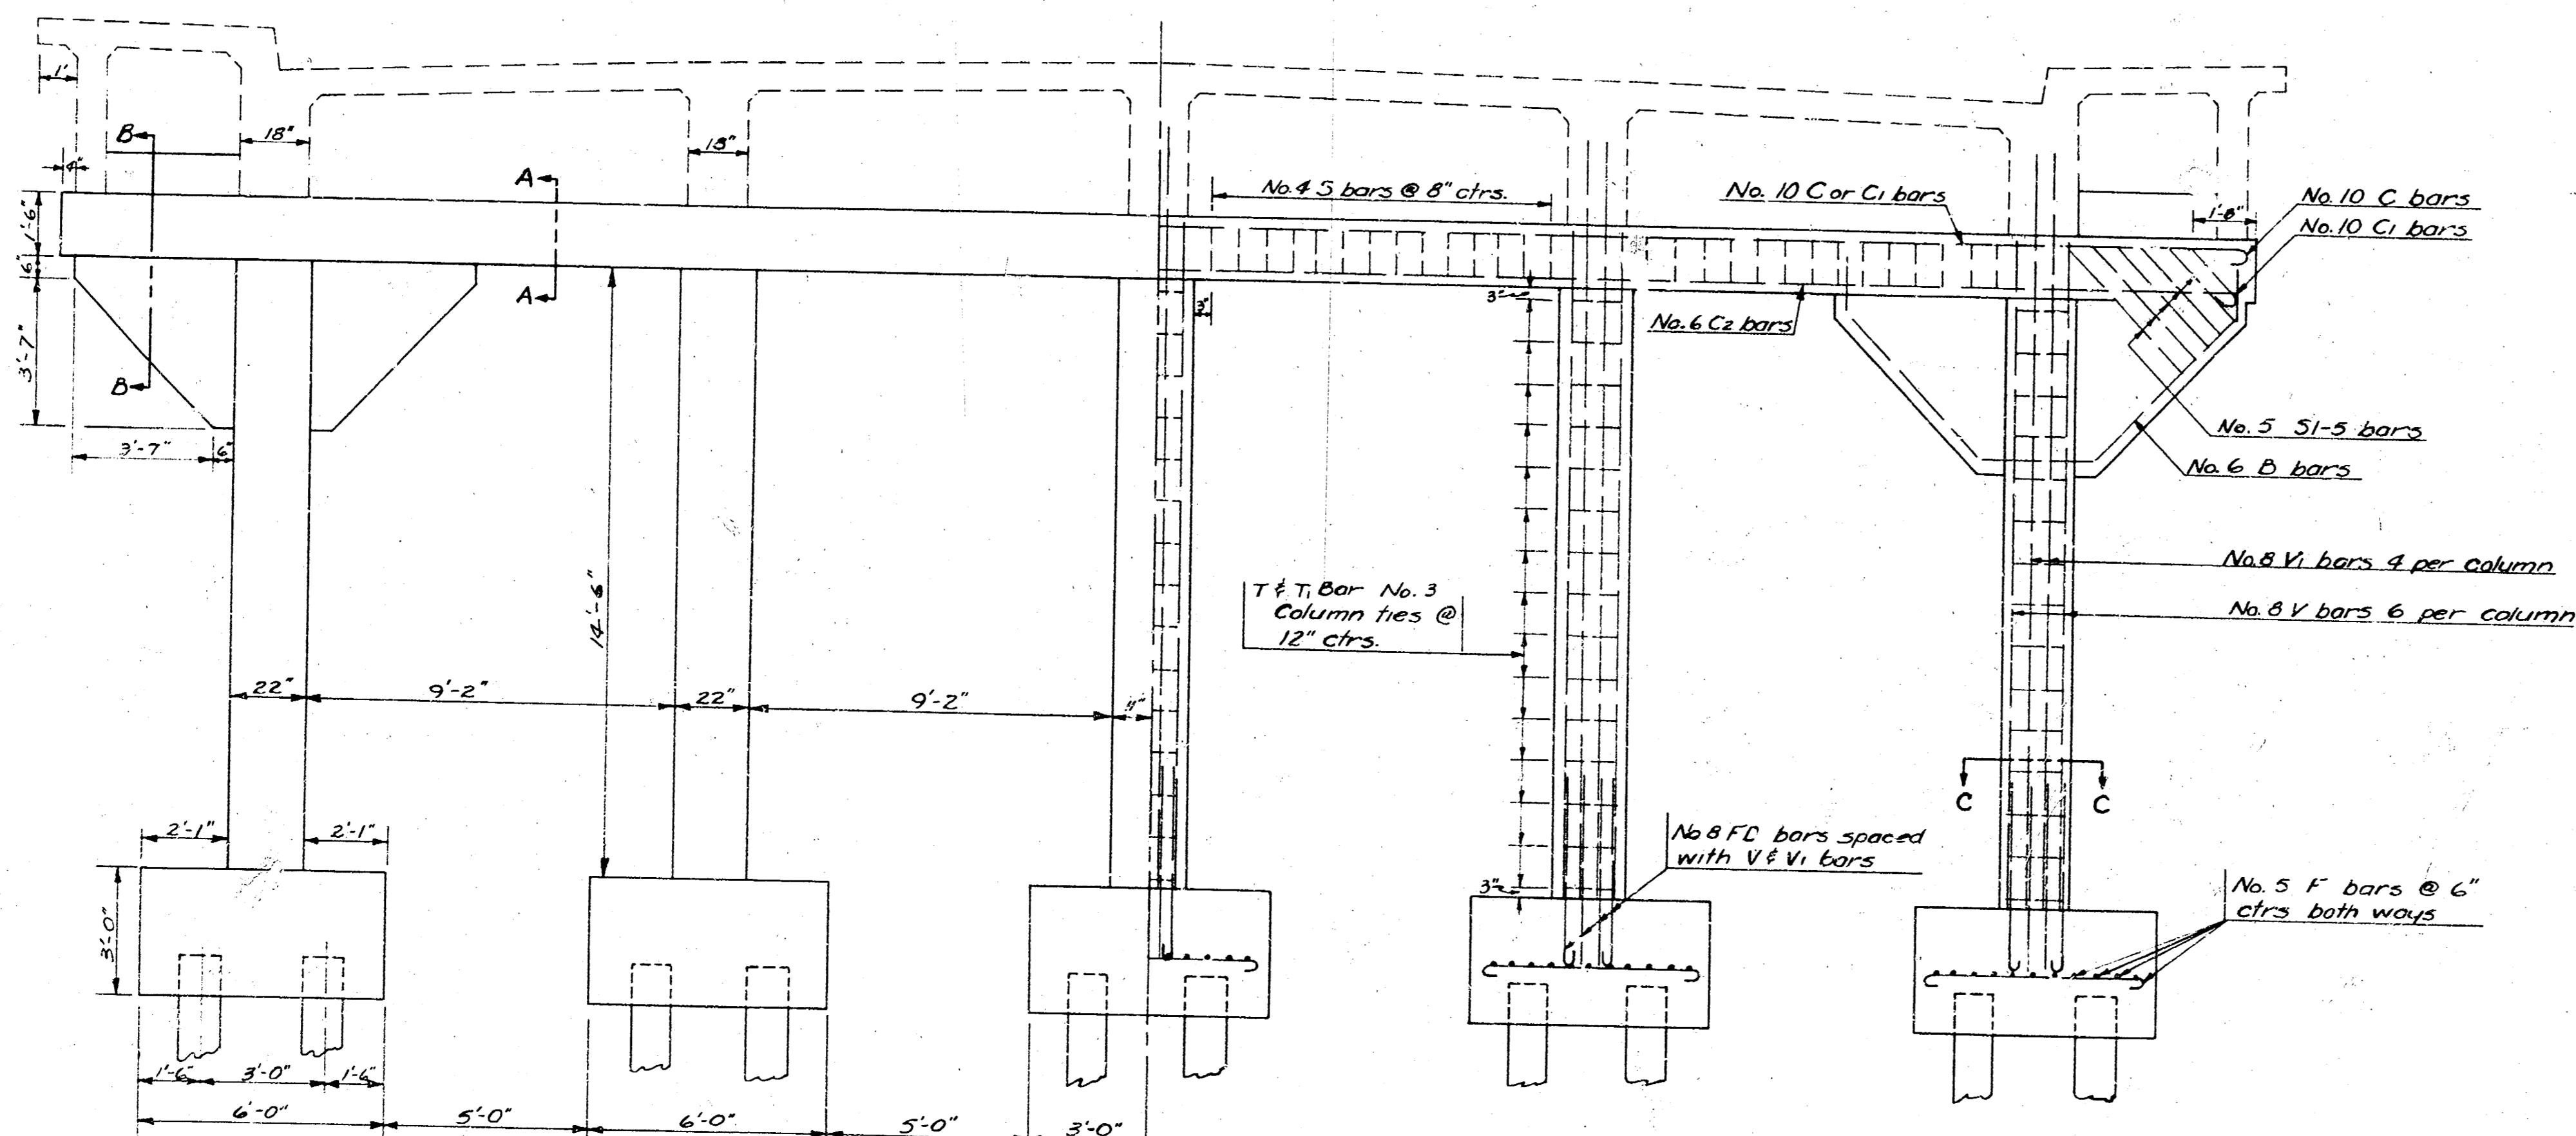 1'
B
18"
18"
4"
A
No. 4 S bars @ 8" ctrs.
No. 10 C or C1 bars
No. 10 C bars
1'-6"
1'-8"
No. 10 C1 bars
6"
A
3"
3"
No. 6 C2 bars
3'-7"
B
No. 5 S1-5 bars
3'-7"
6"
No. 6 B bars
14'-6"
No. 8 V1 bars 4 per column
T & T1 Bar No. 3
Column ties @
12" ctrs.
No. 8 V bars 6 per column
22"
9'-2"
22"
9'-2"
11"
C
C
2'-1"
2'-1"
No 8 FC bars spaced
with V & V1 bars
3"
No. 5 F bars @ 6"
ctrs both ways
3'-0"
1'-6"
3'-0"
1'-6"
6'-0"
5'-0"
6'-0"
5'-0"
3'-0"